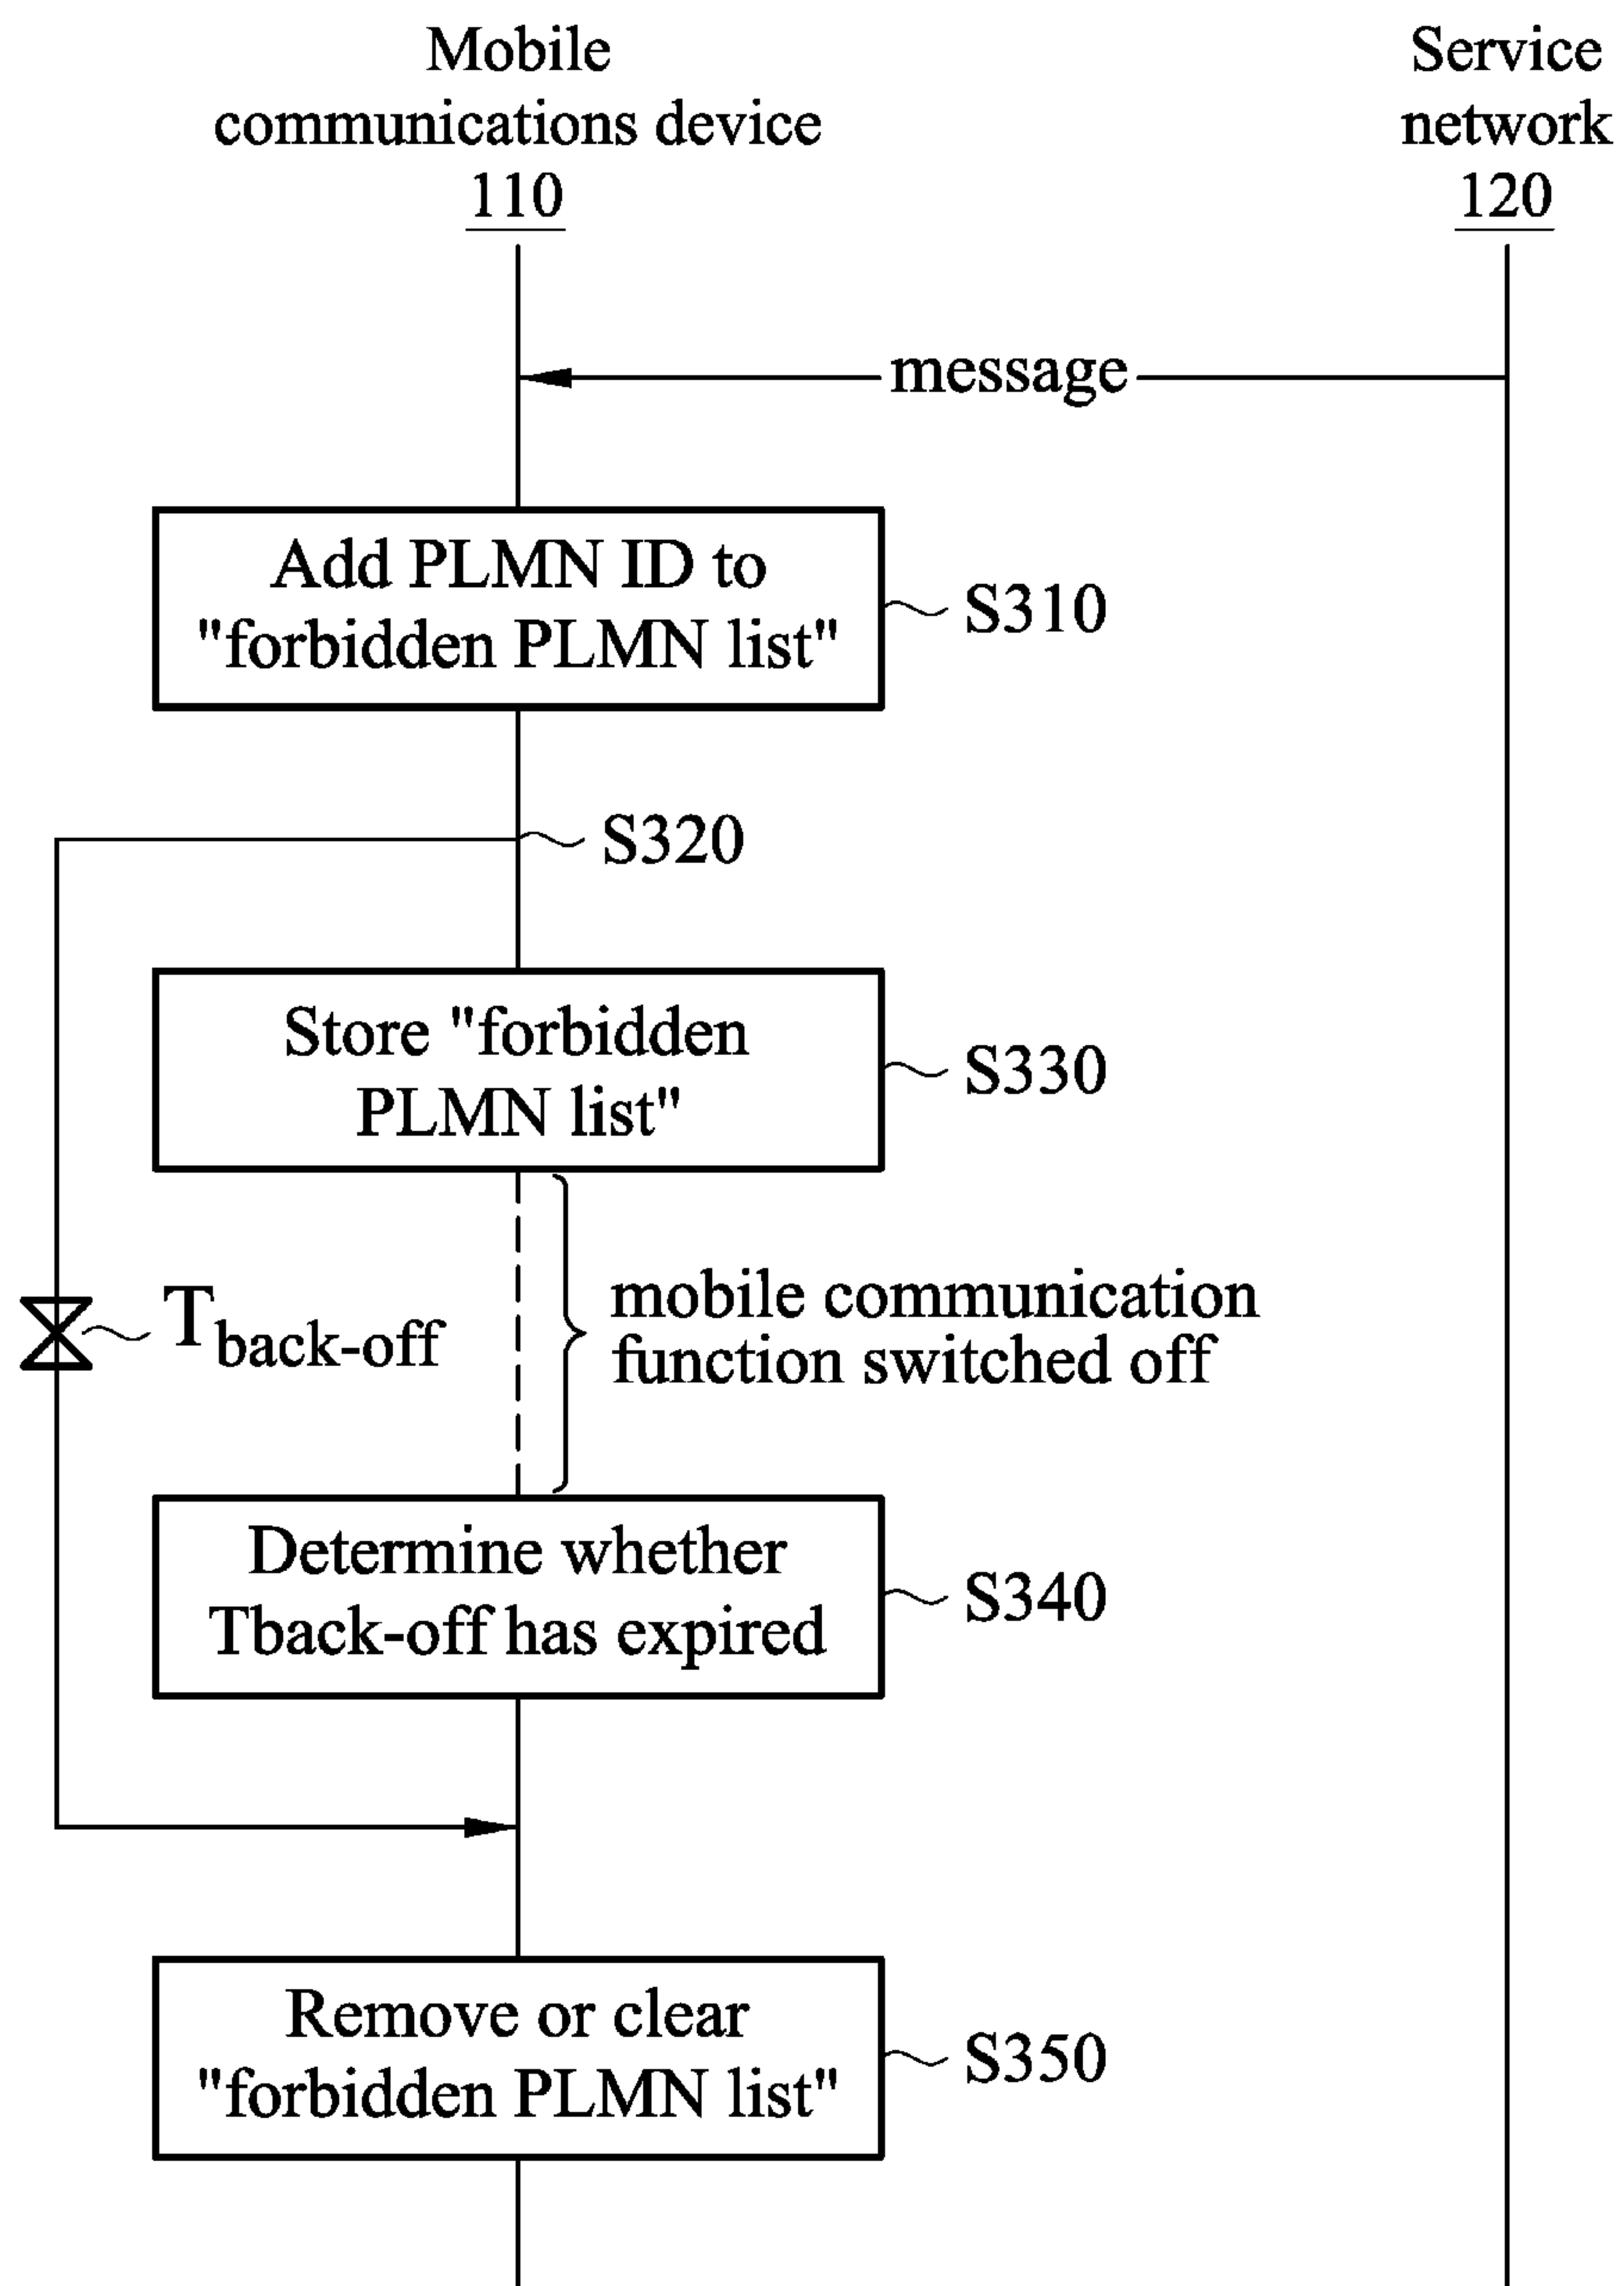 Mobile
communications device
110
Service
network
120
message
Add PLMN ID to
"forbidden PLMN list"
S310
S320
Store "forbidden
PLMN list"
S330
Tback-off
mobile communication
function switched off
Determine whether
Tback-off has expired
S340
Remove or clear
"forbidden PLMN list"
S350